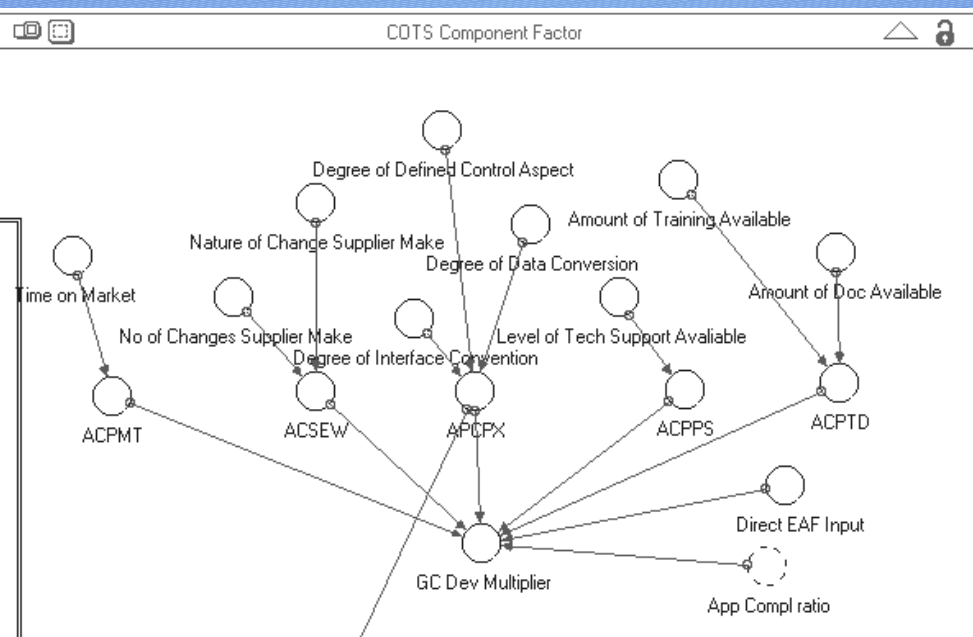 COTS Component Factor
Degree of Defined Control Aspect
Amount of Training Available
Nature of Change Supplier Make
Degree of Data Conversion
Time on Market
Amount of Doc Available
No of Changes Supplier Make
Level of Tech Support Avaliable
Degree of Interface Convention
ACPMT
ACSEW
APCPX
ACPPS
ACPTD
Direct EAF Input
GC Dev Multiplier
App Compl ratio